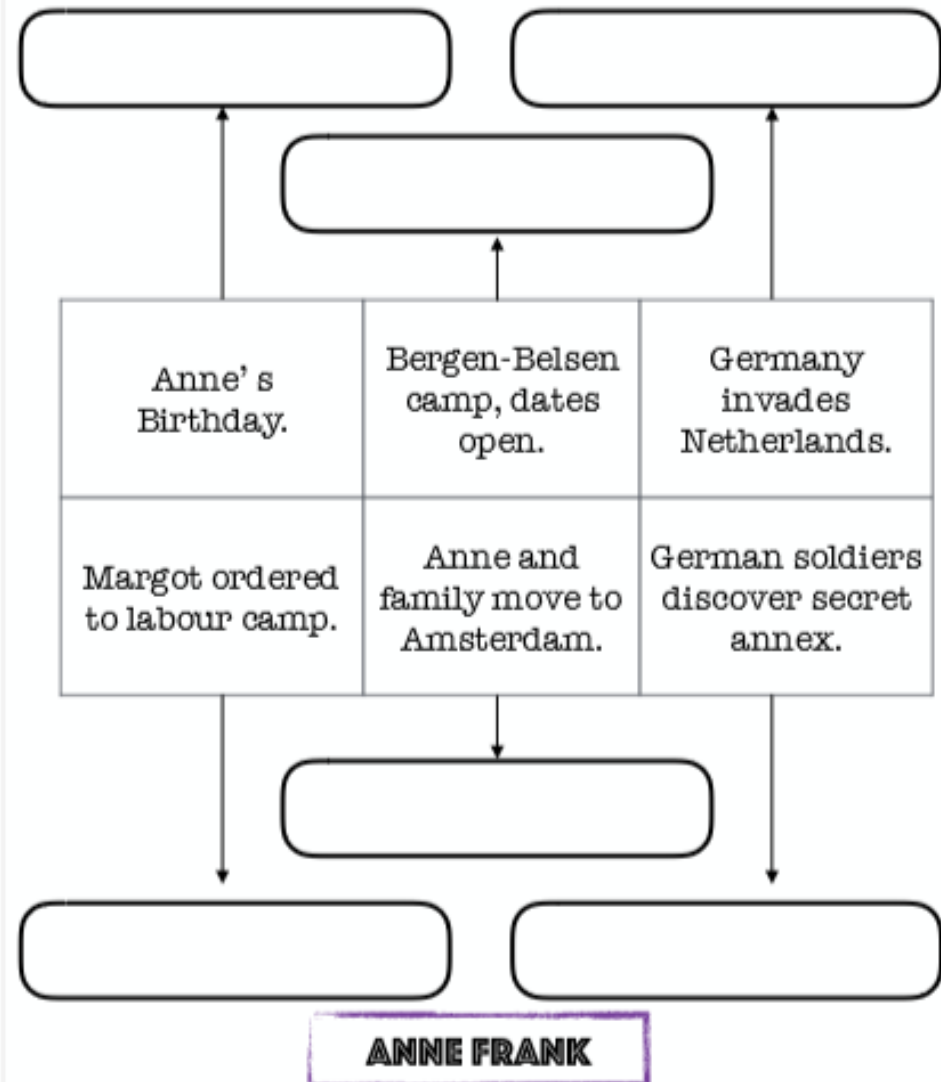 Anne's
Birthday.
Bergen-Belsen
camp, dates
open.
Germany
invades
Netherlands.
Margot ordered
to labour camp.
Anne and
family move to
Amsterdam.
German soldiers
discover secret
annex.
ANNE FRANK